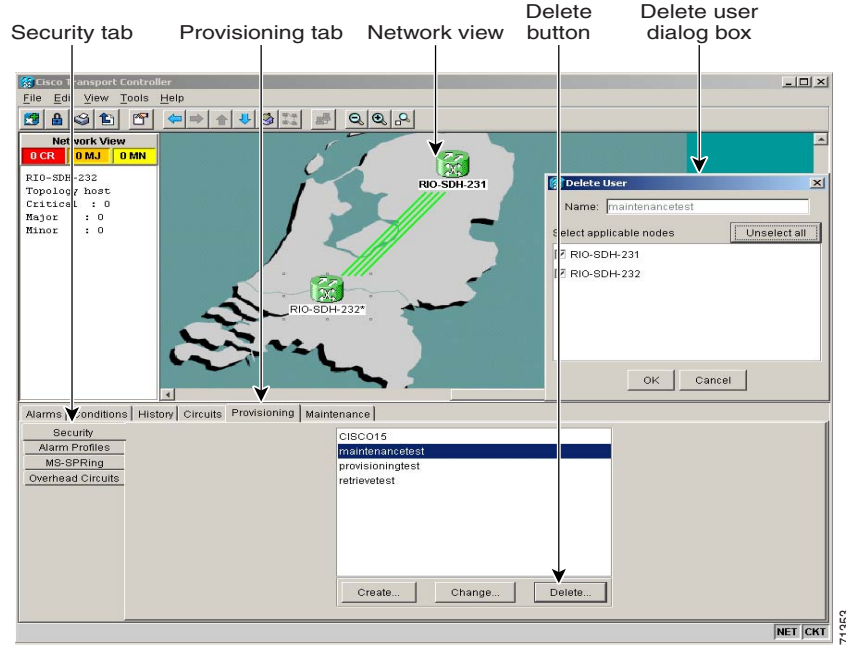 Security tab
Provisioning tab
Network view
Delete
button
Delete user
dialog box
Cisco Transport Controller
File Edit View Tools Help
Network View
0 CR 0 MJ 0 MN
RIO-SDH-232
Topology host
Critical : 0
Major : 0
Minor : 0
RIO-SDH-231
RIO-SDH-232*
Delete User
Name: maintenancetest
Select applicable nodes
Unselect all
RIO-SDH-231
RIO-SDH-232
OK Cancel
Alarms Conditions History Circuits Provisioning Maintenance
Security
Alarm Profiles
MS-SPRing
Overhead Circuits
CISCO15
maintenancetest
provisioningtest
retrievetest
Create... Change... Delete...
NET CKT
71353